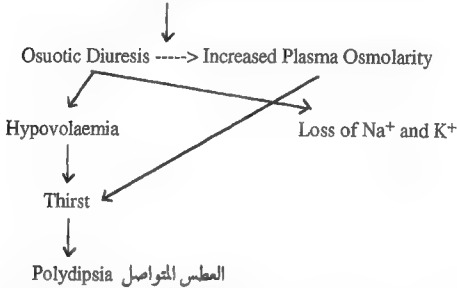 Osuotic Diuresis -----> Increased Plasma Osmolarity
Hypovolaemia Loss of Na⁺ and K⁺
Thirst
Polydipsia العطس المتواصل